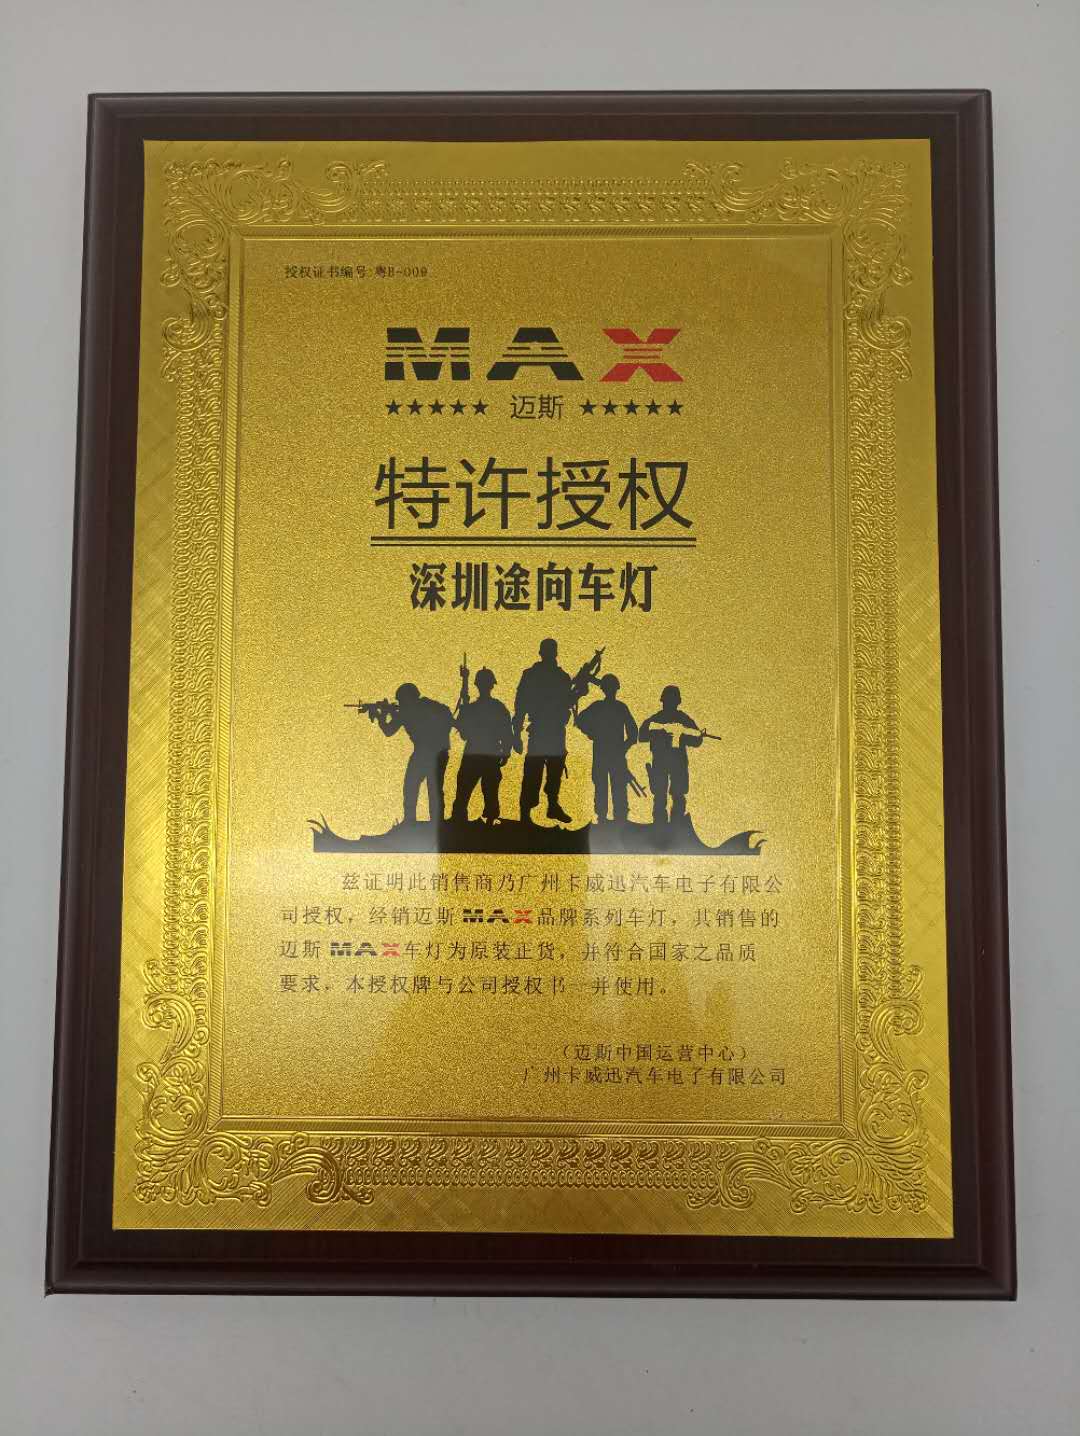 授权证书编号:粤B-009
MAX
★★★★★ 迈斯 ★★★★★
特许授权
深圳途向车灯
兹证明此销售商乃广州卡威迅汽车电子有限公
司授权，经销迈斯MAX品牌系列车灯，其销售的
迈斯MAX车灯为原装正货，并符合国家之品质
要求，本授权牌与公司授权书一并使用。
（迈斯中国运营中心）
广州卡威迅汽车电子有限公司